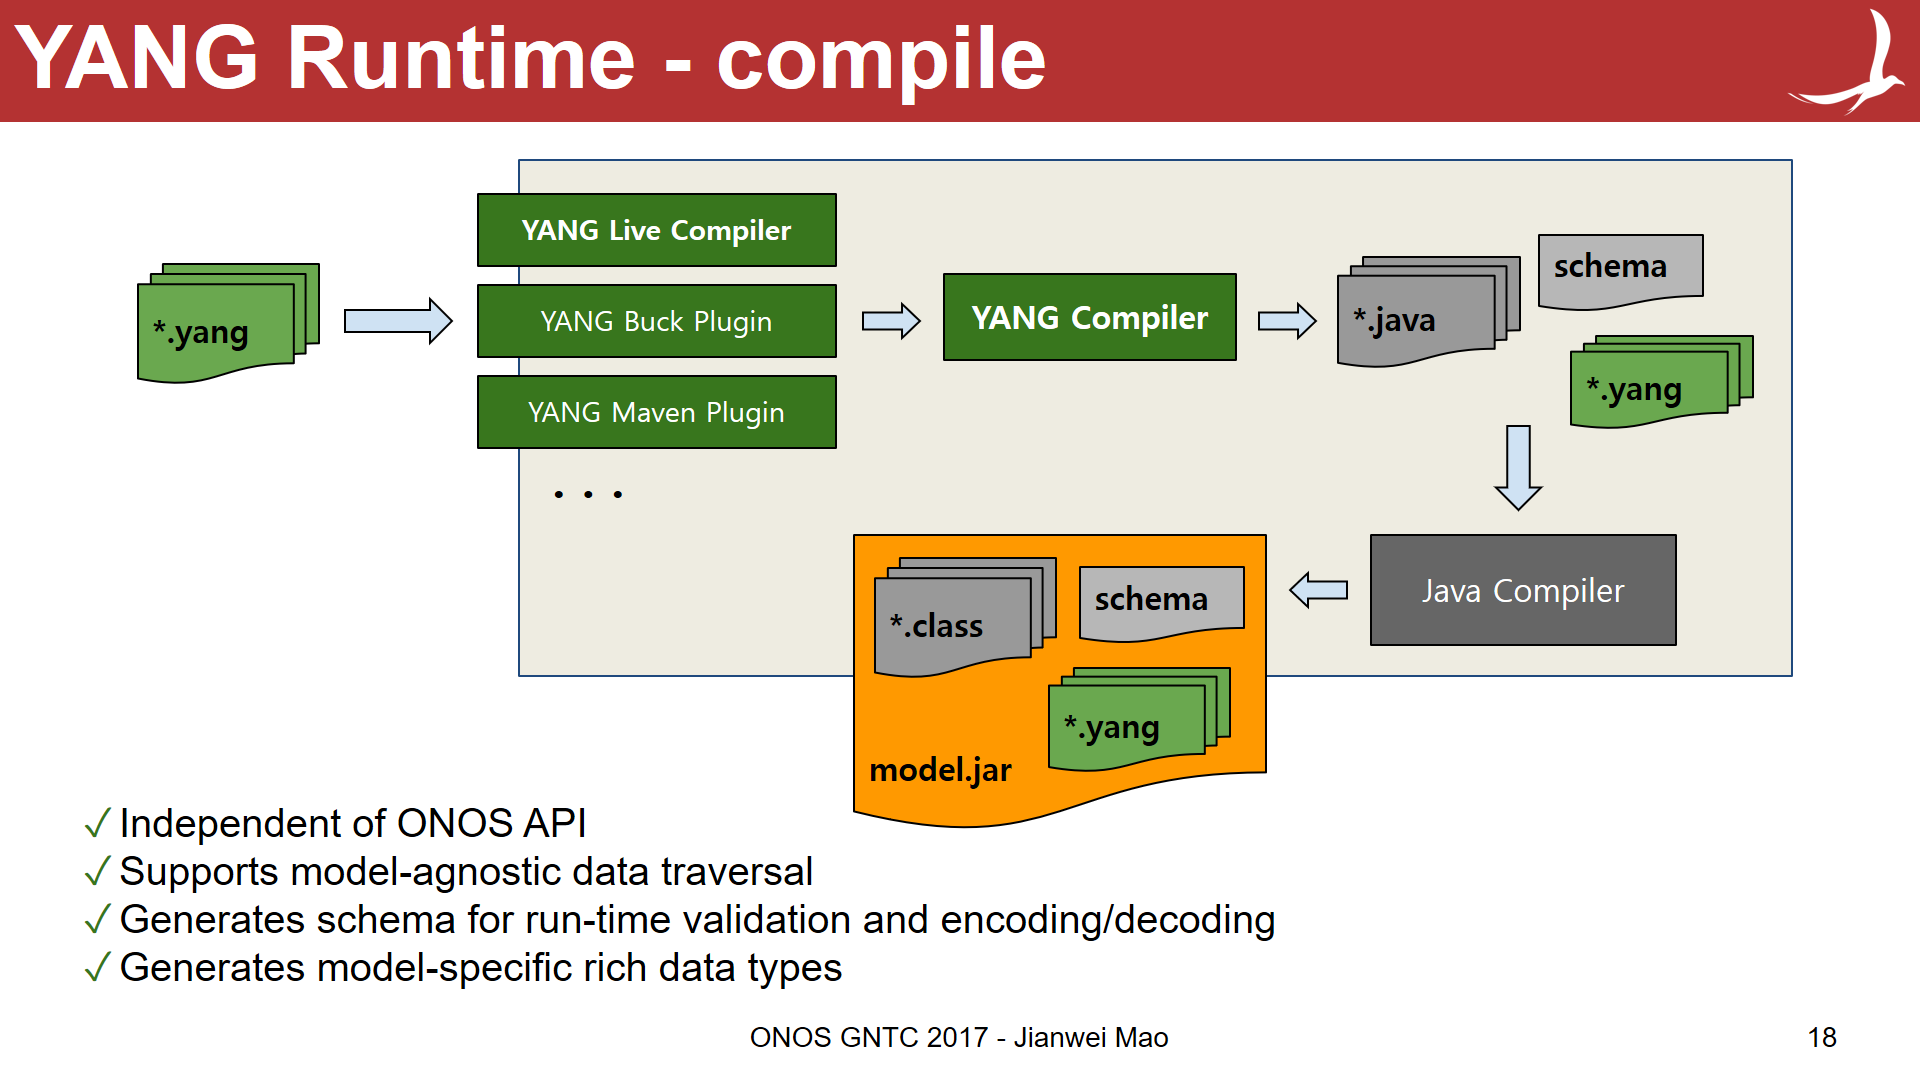 YANG Runtime - compile
YANG Live Compiler
YANG Buck Plugin
YANG Maven Plugin
. . .
*.yang
YANG Compiler
*.java
schema
*.yang
Java Compiler
*.class
schema
*.yang
model.jar
✓ Independent of ONOS API
✓ Supports model-agnostic data traversal
✓ Generates schema for run-time validation and encoding/decoding
✓ Generates model-specific rich data types
ONOS GNTC 2017 - Jianwei Mao
18